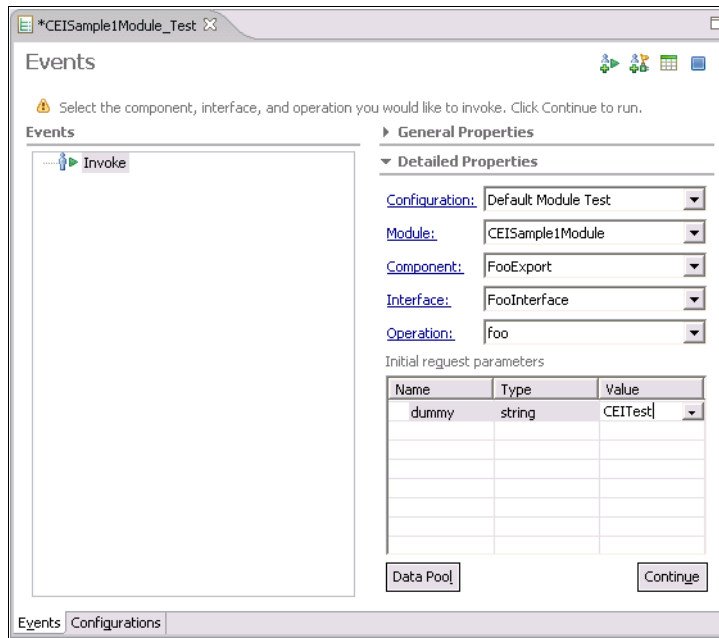 *CEISample1Module_Test
Events
Select the component, interface, and operation you would like to invoke. Click Continue to run.
Events
Invoke
General Properties
Detailed Properties
Configuration: Default Module Test
Module: CEISample1Module
Component: FooExport
Interface: FooInterface
Operation: foo
Initial request parameters
Name Type Value
dummy string CEITest
Data Pool Continue
Events Configurations